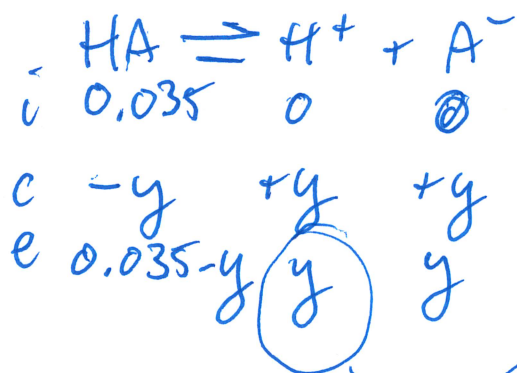 HA ⇌ H⁺ + A⁻
i 0.035 0 0
c -y +y +y
e 0.035-y y y